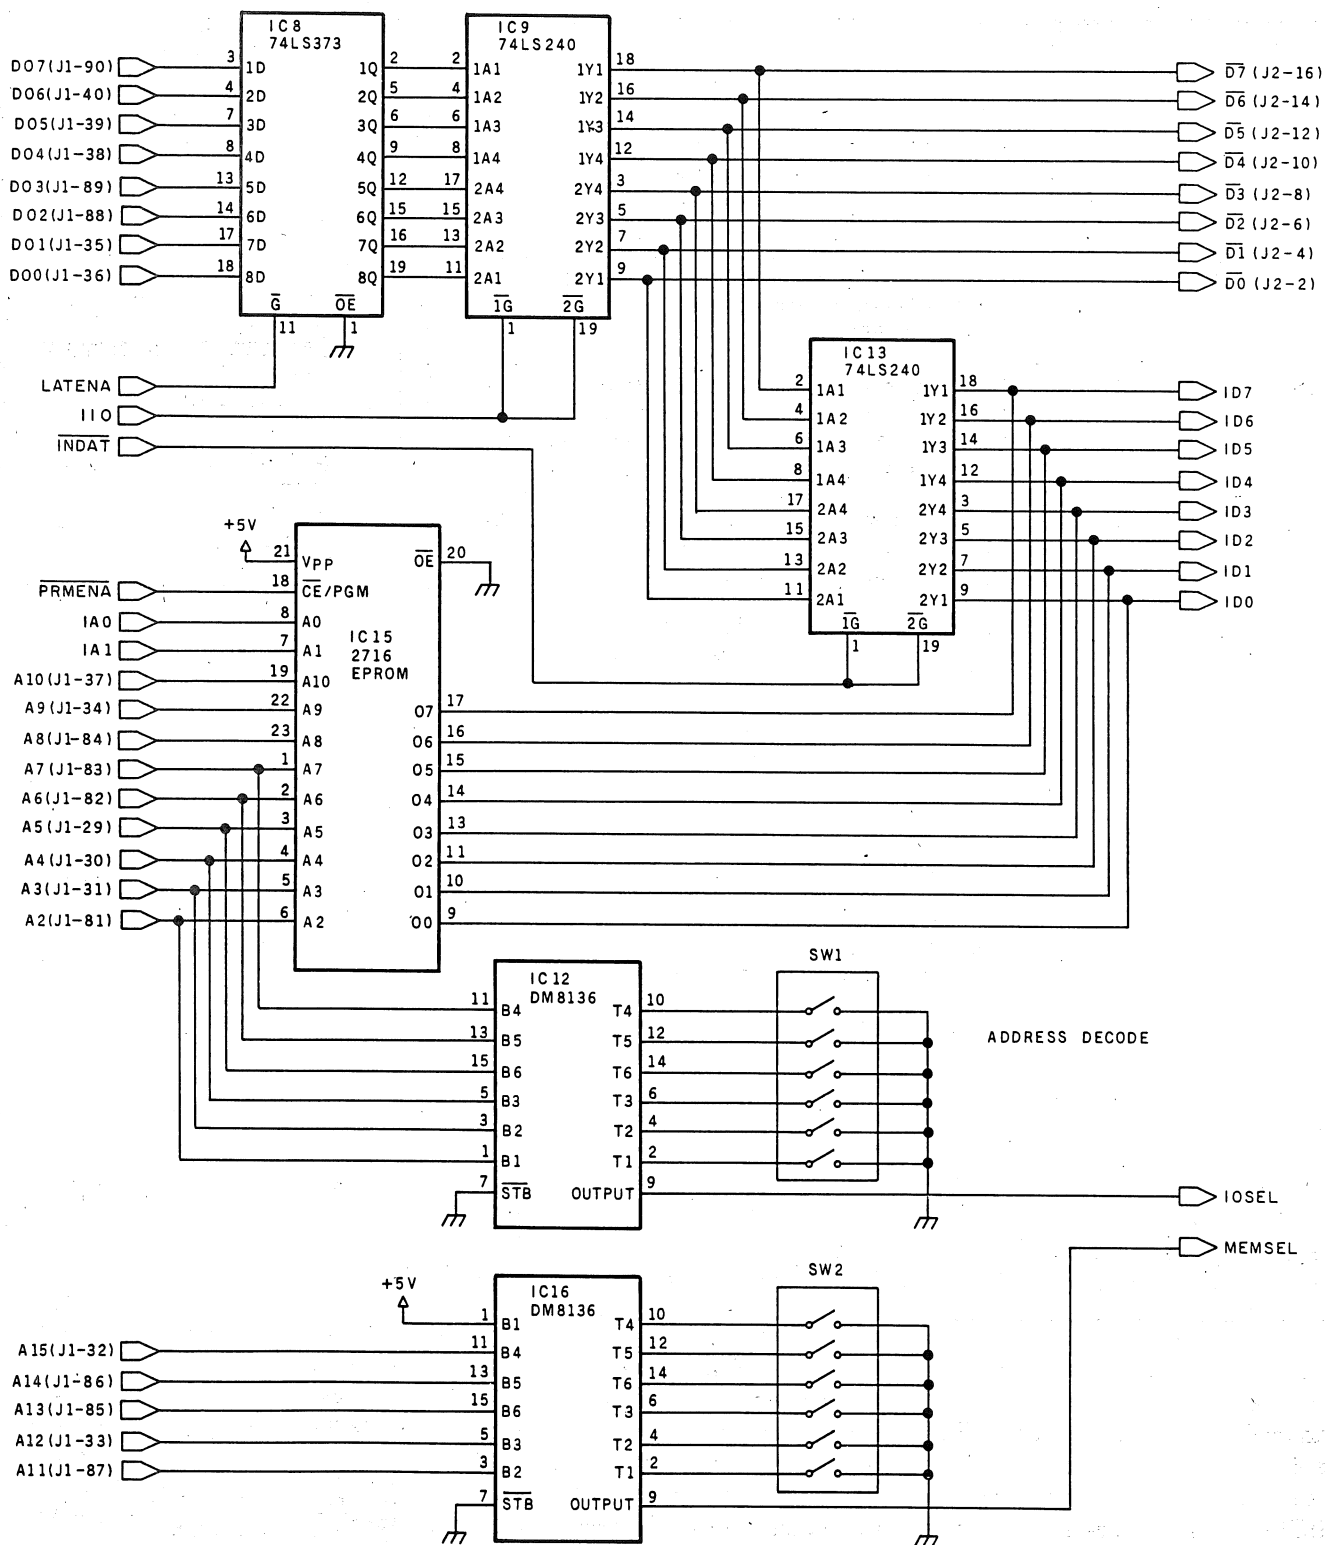 IC8
74LS373
IC9
74LS240
DO7(J1-90) 3 1D 1Q 2 2 1A1 1Y1 18 D7 (J2-16)
DO6(J1-40) 4 2D 2Q 5 4 1A2 1Y2 16 D6 (J2-14)
DO5(J1-39) 7 3D 3Q 6 6 1A3 1Y3 14 D5 (J2-12)
DO4(J1-38) 8 4D 4Q 9 8 1A4 1Y4 12 D4 (J2-10)
DO3(J1-89) 13 5D 5Q 12 17 2A4 2Y4 3 D3 (J2-8)
DO2(J1-88) 14 6D 6Q 15 15 2A3 2Y3 5 D2 (J2-6)
DO1(J1-35) 17 7D 7Q 16 13 2A2 2Y2 7 D1 (J2-4)
DO0(J1-36) 18 8D 8Q 19 11 2A1 2Y1 9 D0 (J2-2)
G OE 1G 2G
11 1 1 19
LATENA
IIO
INDAT
IC13
74LS240
2 1A1 1Y1 18 ID7
4 1A2 1Y2 16 ID6
6 1A3 1Y3 14 ID5
8 1A4 1Y4 12 ID4
17 2A4 2Y4 3 ID3
15 2A3 2Y3 5 ID2
13 2A2 2Y2 7 ID1
11 2A1 2Y1 9 ID0
1G 2G
1 19
+5V
21 VPP OE 20
PRMENA 18 CE/PGM
IA0 8 A0
IC15
2716
EPROM
IA1 7 A1
A10(J1-37) 19 A10
A9(J1-34) 22 A9 O7 17
A8(J1-84) 23 A8 O6 16
A7(J1-83) 1 A7 O5 15
A6(J1-82) 2 A6 O4 14
A5(J1-29) 3 A5 O3 13
A4(J1-30) 4 A4 O2 11
A3(J1-31) 5 A3 O1 10
A2(J1-81) 6 A2 O0 9
IC12
DM8136
SW1
11 B4 T4 10
13 B5 T5 12
ADDRESS DECODE
15 B6 T6 14
5 B3 T3 6
3 B2 T2 4
1 B1 T1 2
7 STB OUTPUT 9 IOSEL
MEMSEL
+5V
IC16
DM8136
SW2
1 B1 T4 10
A15(J1-32) 11 B4 T5 12
A14(J1-86) 13 B5 T6 14
A13(J1-85) 15 B6 T3 6
A12(J1-33) 5 B3 T2 4
A11(J1-87) 3 B2 T1 2
7 STB OUTPUT 9